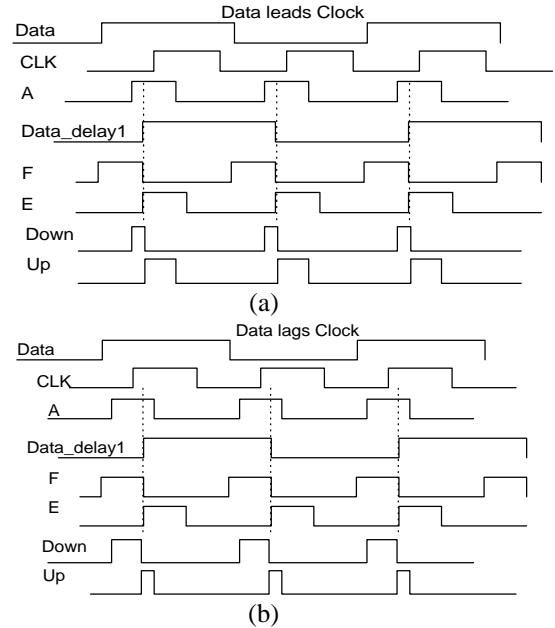 Data leads Clock
Data
CLK
A
Data_delay1
F
E
Down
Up
(a)
Data lags Clock
Data
CLK
A
Data_delay1
F
E
Down
Up
(b)